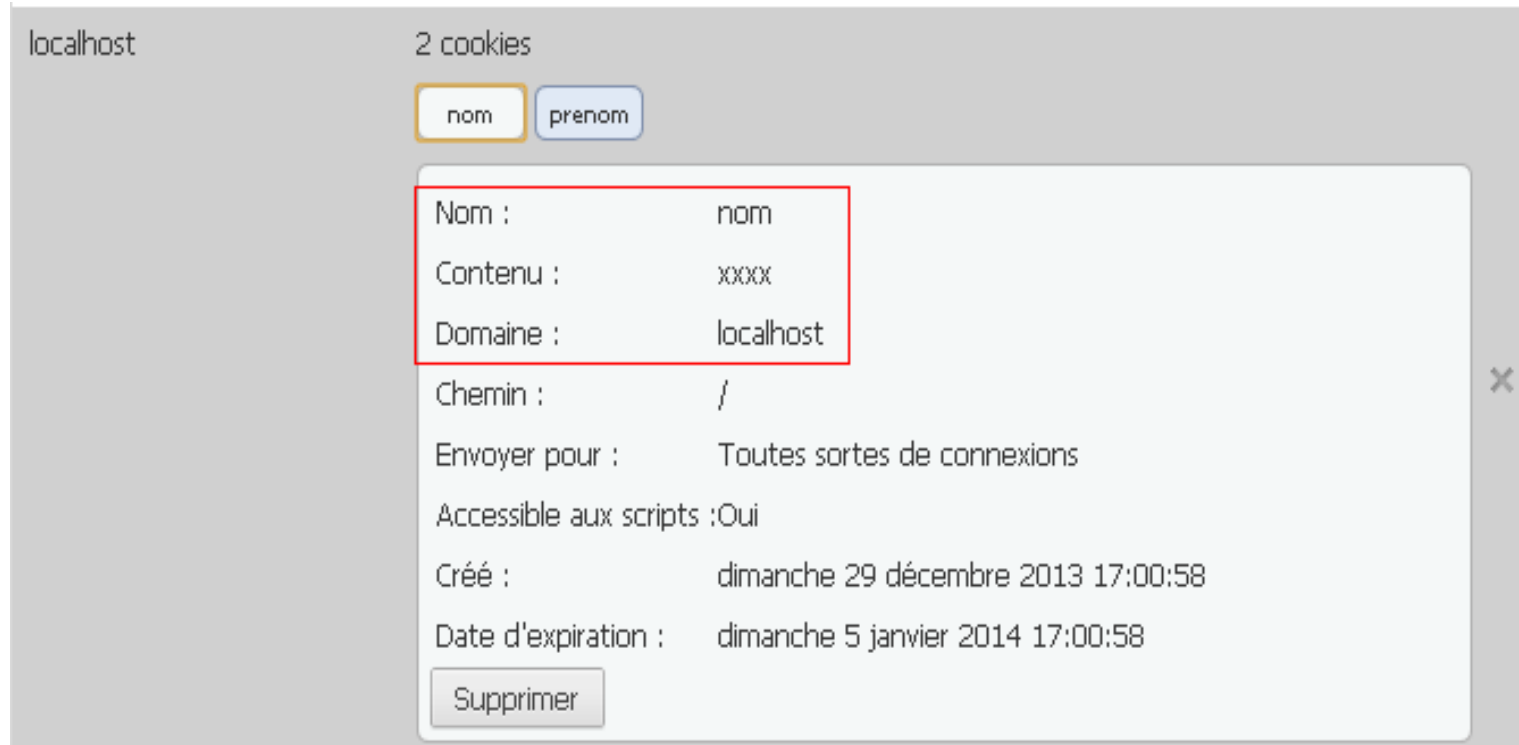 localhost 2 cookies
nom prenom
Nom : nom
Contenu : xxxx
Domaine : localhost
Chemin : /
Envoyer pour : Toutes sortes de connexions
Accessible aux scripts :Oui
Créé : dimanche 29 décembre 2013 17:00:58
Date d'expiration : dimanche 5 janvier 2014 17:00:58
Supprimer